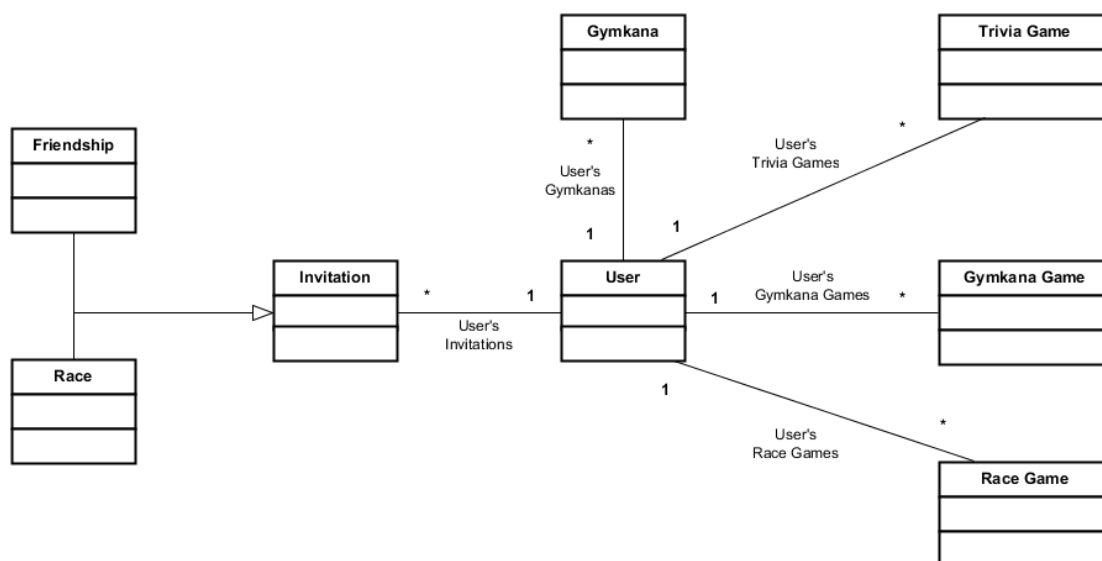 Gymkana
Trivia Game
Friendship
*
*
User's
Trivia Games
User's
Gymkanas
1
1
Invitation
User
Gymkana Game
*
1
User's
Invitations
1
User's
Gymkana Games
*
Race
1
*
User's
Race Games
Race Game